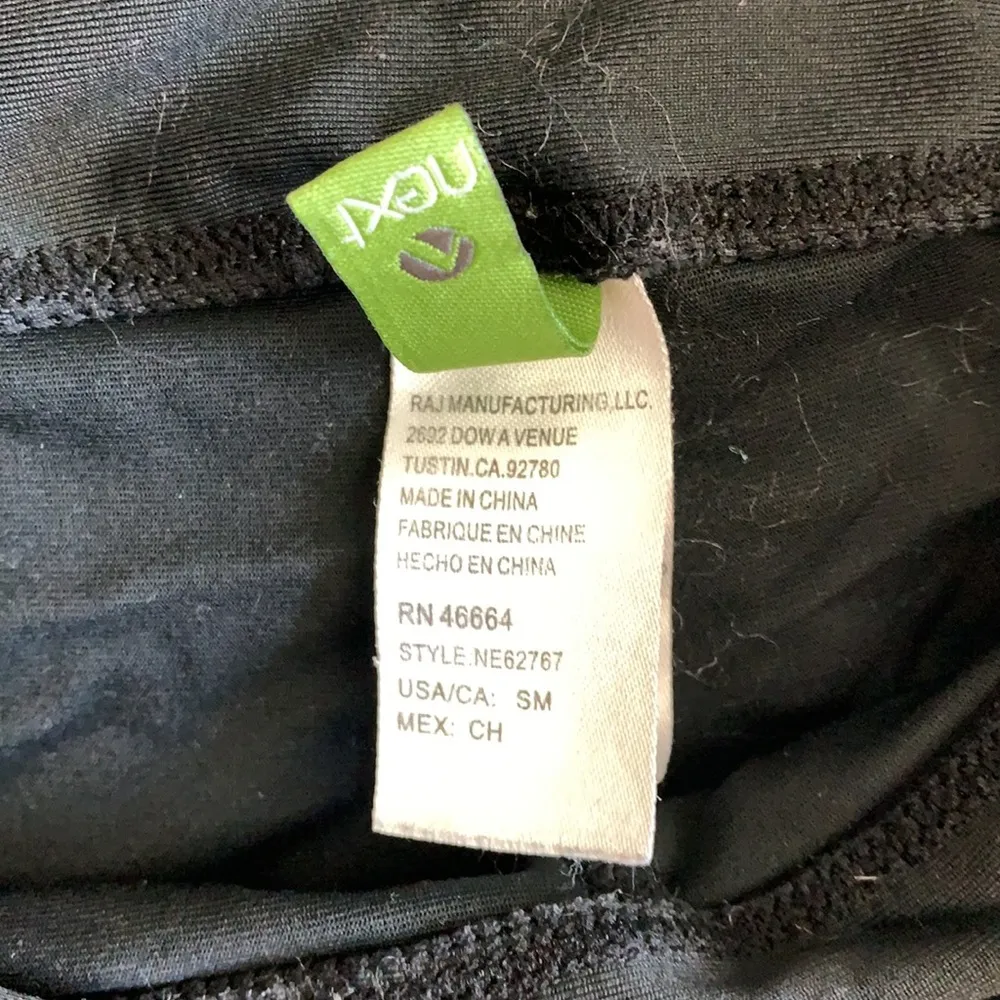 next
RAJ MANUFACTURING,LLC.
2692 DOW AVENUE
TUSTIN.CA.92780
MADE IN CHINA
FABRIQUE EN CHINE
HECHO EN CHINA
RN 46664
STYLE.NE62767
USA/CA: SM
MEX: CH